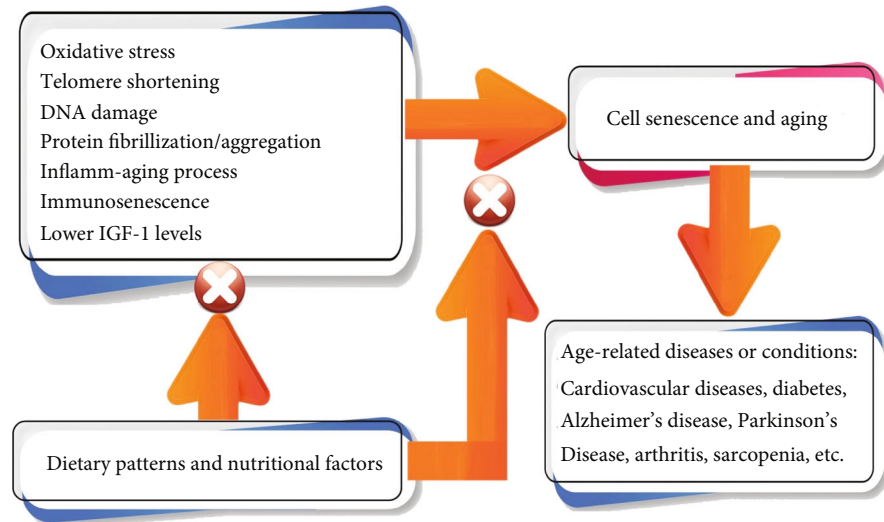 Oxidative stress
Telomere shortening
DNA damage
Protein fibrillization/aggregation
Inflamm-aging process
Immunosenescence
Lower IGF-1 levels
Cell senescence and aging
Dietary patterns and nutritional factors
Age-related diseases or conditions:
Cardiovascular diseases, diabetes,
Alzheimer's disease, Parkinson's
Disease, arthritis, sarcopenia, etc.